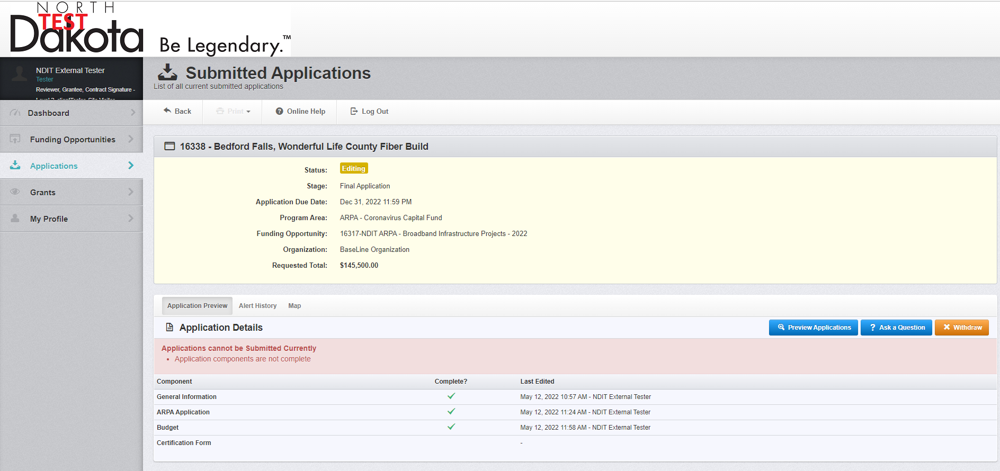 NORTH
TEST
Dakota
Be Legendary.™
NDIT External Tester
Tester
Reviewer, Grantee, Contract Signature -
Submitted Applications
List of all current submitted applications
Dashboard
Funding Opportunities
Applications
Grants
My Profile
Back
Print
Online Help
Log Out
16338 - Bedford Falls, Wonderful Life County Fiber Build
Status: Editing
Stage: Final Application
Application Due Date: Dec 31, 2022 11:59 PM
Program Area: ARPA - Coronavirus Capital Fund
Funding Opportunity: 16317-NDIT ARPA - Broadband Infrastructure Projects - 2022
Organization: BaseLine Organization
Requested Total: $145,500.00
Application Preview Alert History Map
Application Details
Preview Applications
? Ask a Question
Withdraw
Applications cannot be Submitted Currently
• Application components are not complete
Component Complete? Last Edited
General Information May 12, 2022 10:57 AM - NDIT External Tester
ARPA Application May 12, 2022 11:24 AM - NDIT External Tester
Budget May 12, 2022 11:58 AM - NDIT External Tester
Certification Form -